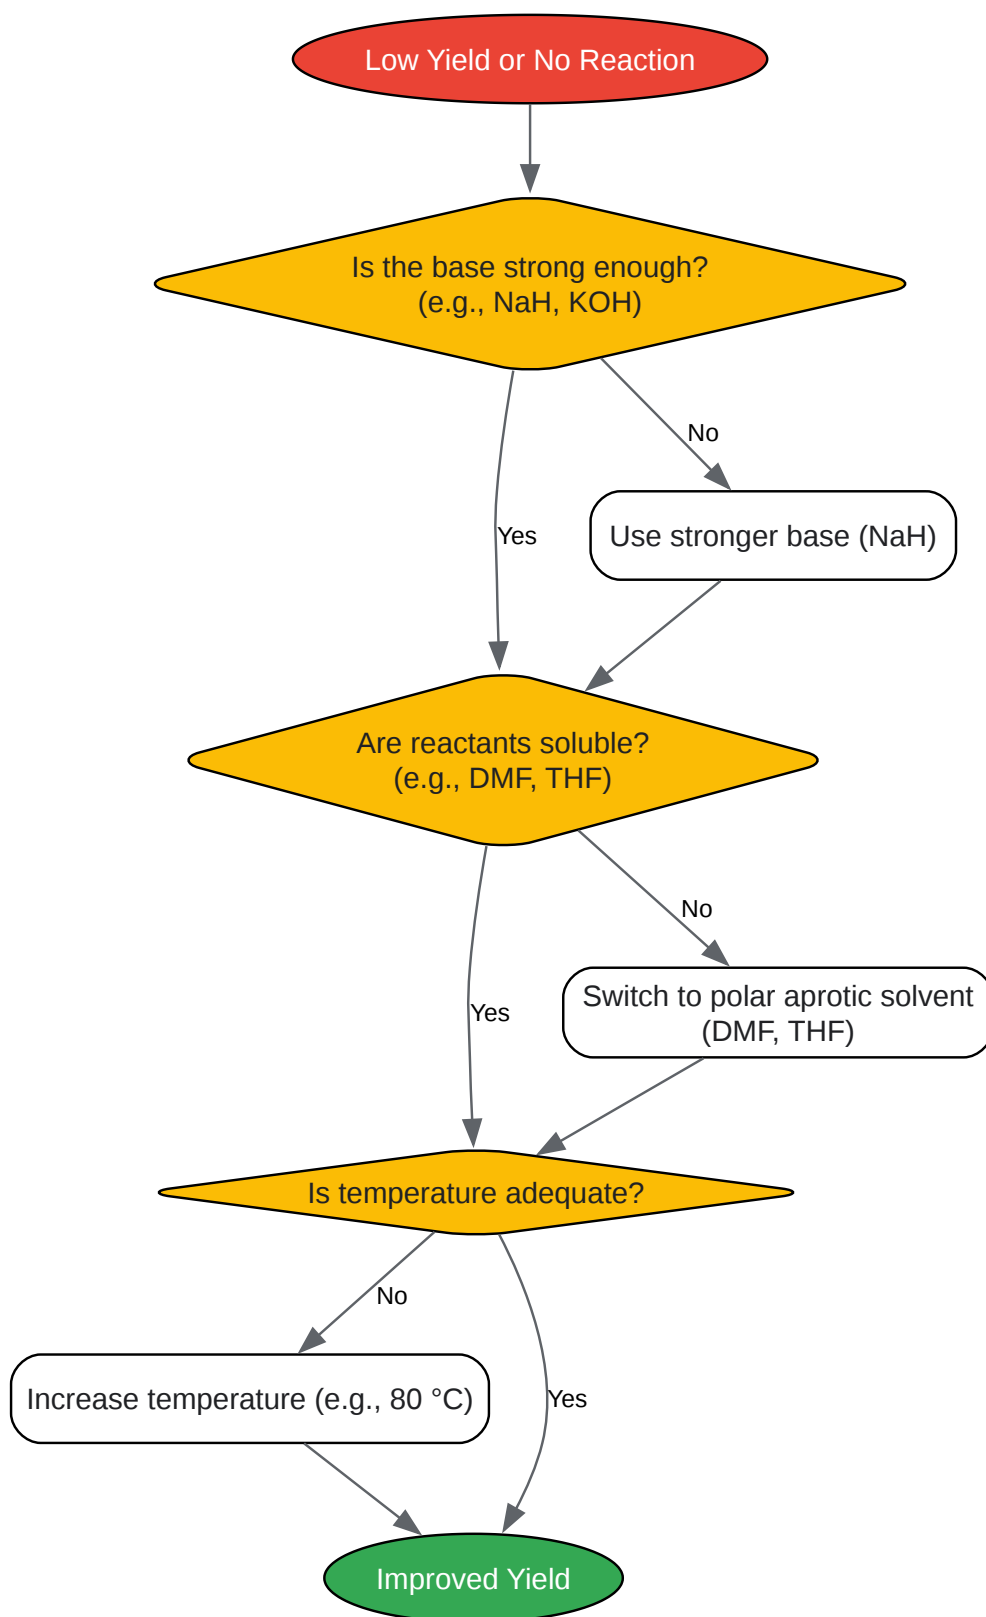 Low Yield or No Reaction
Is the base strong enough?
(e.g., NaH, KOH)
No
Yes
Use stronger base (NaH)
Are reactants soluble?
(e.g., DMF, THF)
No
Yes
Switch to polar aprotic solvent
(DMF, THF)
Is temperature adequate?
No
Yes
Increase temperature (e.g., 80 °C)
Improved Yield